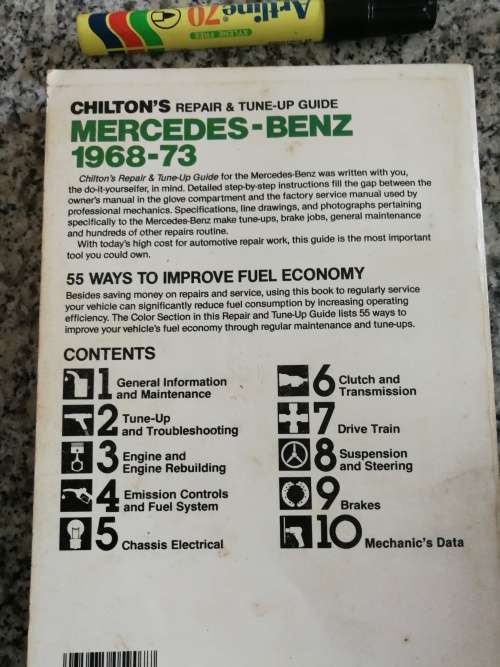 Artline 70
XYLENE FREE
CHILTON'S REPAIR & TUNE-UP GUIDE
MERCEDES-BENZ
1968-73
Chilton's Repair & Tune-Up Guide for the Mercedes-Benz was written with you,
the do-it-yourselfer, in mind. Detailed step-by-step instructions fill the gap between the
owner's manual in the glove compartment and the factory service manual used by
professional mechanics. Specifications, line drawings, and photographs pertaining
specifically to the Mercedes-Benz make tune-ups, brake jobs, general maintenance
and hundreds of other repairs routine.
With today's high cost for automotive repair work, this guide is the most important
tool you could own.
55 WAYS TO IMPROVE FUEL ECONOMY
Besides saving money on repairs and service, using this book to regularly service
your vehicle can significantly reduce fuel consumption by increasing operating
efficiency. The Color Section in this Repair and Tune-Up Guide lists 55 ways to
improve your vehicle's fuel economy through regular maintenance and tune-ups.
CONTENTS
1 General Information
and Maintenance
2 Tune-Up
and Troubleshooting
3 Engine and
Engine Rebuilding
4 Emission Controls
and Fuel System
5 Chassis Electrical
6 Clutch and
Transmission
7 Drive Train
8 Suspension
and Steering
9 Brakes
10 Mechanic's Data